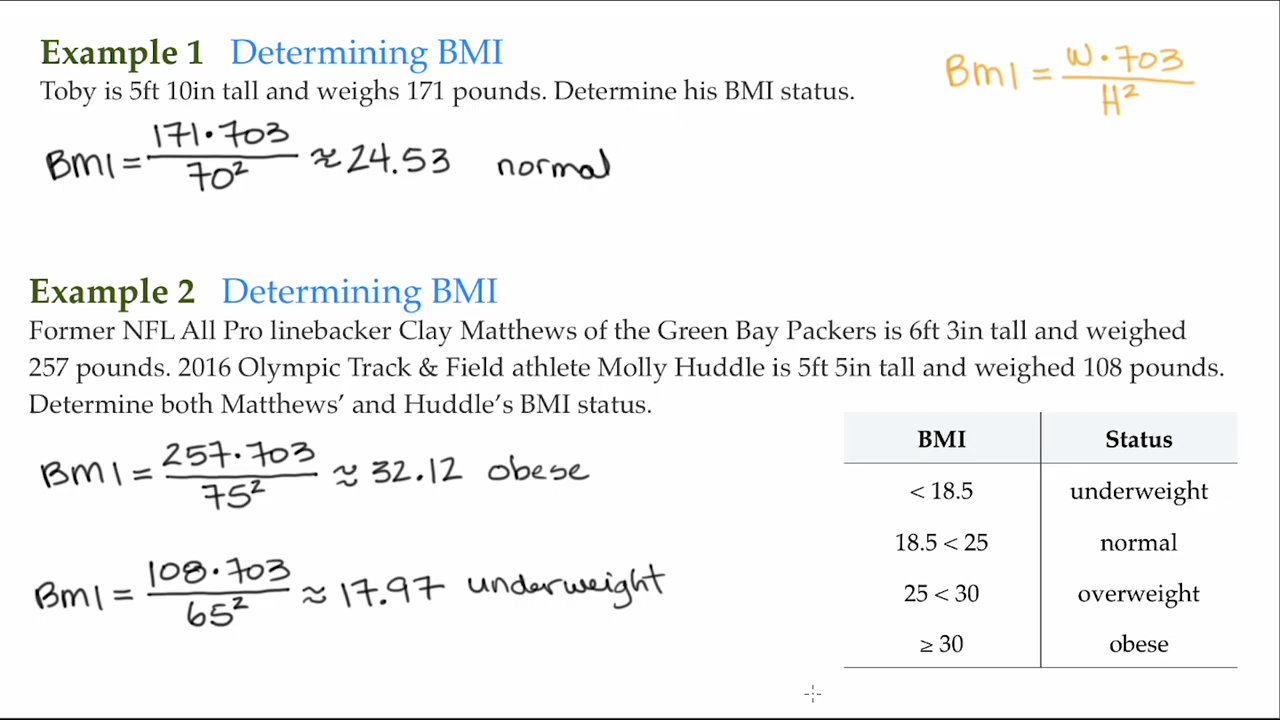 Example 1 Determining BMI
Toby is 5ft 10in tall and weighs 171 pounds. Determine his BMI status.
BMI = W·703 / H²
BMI = 171·703 / 70² ≈ 24.53 normal
Example 2 Determining BMI
Former NFL All Pro linebacker Clay Matthews of the Green Bay Packers is 6ft 3in tall and weighed
257 pounds. 2016 Olympic Track & Field athlete Molly Huddle is 5ft 5in tall and weighed 108 pounds.
Determine both Matthews’ and Huddle’s BMI status.
BMI = 257·703 / 75² ≈ 32.12 obese
BMI = 108·703 / 65² ≈ 17.97 underweight
BMI Status
< 18.5 underweight
18.5 < 25 normal
25 < 30 overweight
≥ 30 obese